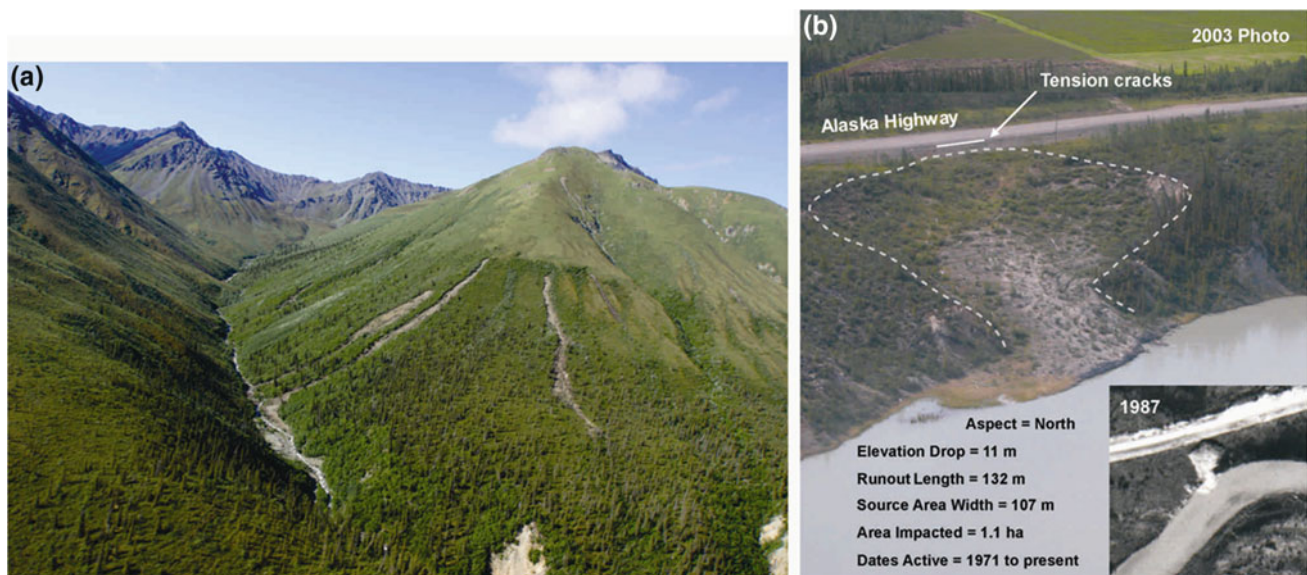 (a)
(b)
2003 Photo
Tension cracks
Alaska Highway
1987
Aspect = North
Elevation Drop = 11 m
Runout Length = 132 m
Source Area Width = 107 m
Area Impacted = 1.1 ha
Dates Active = 1971 to present